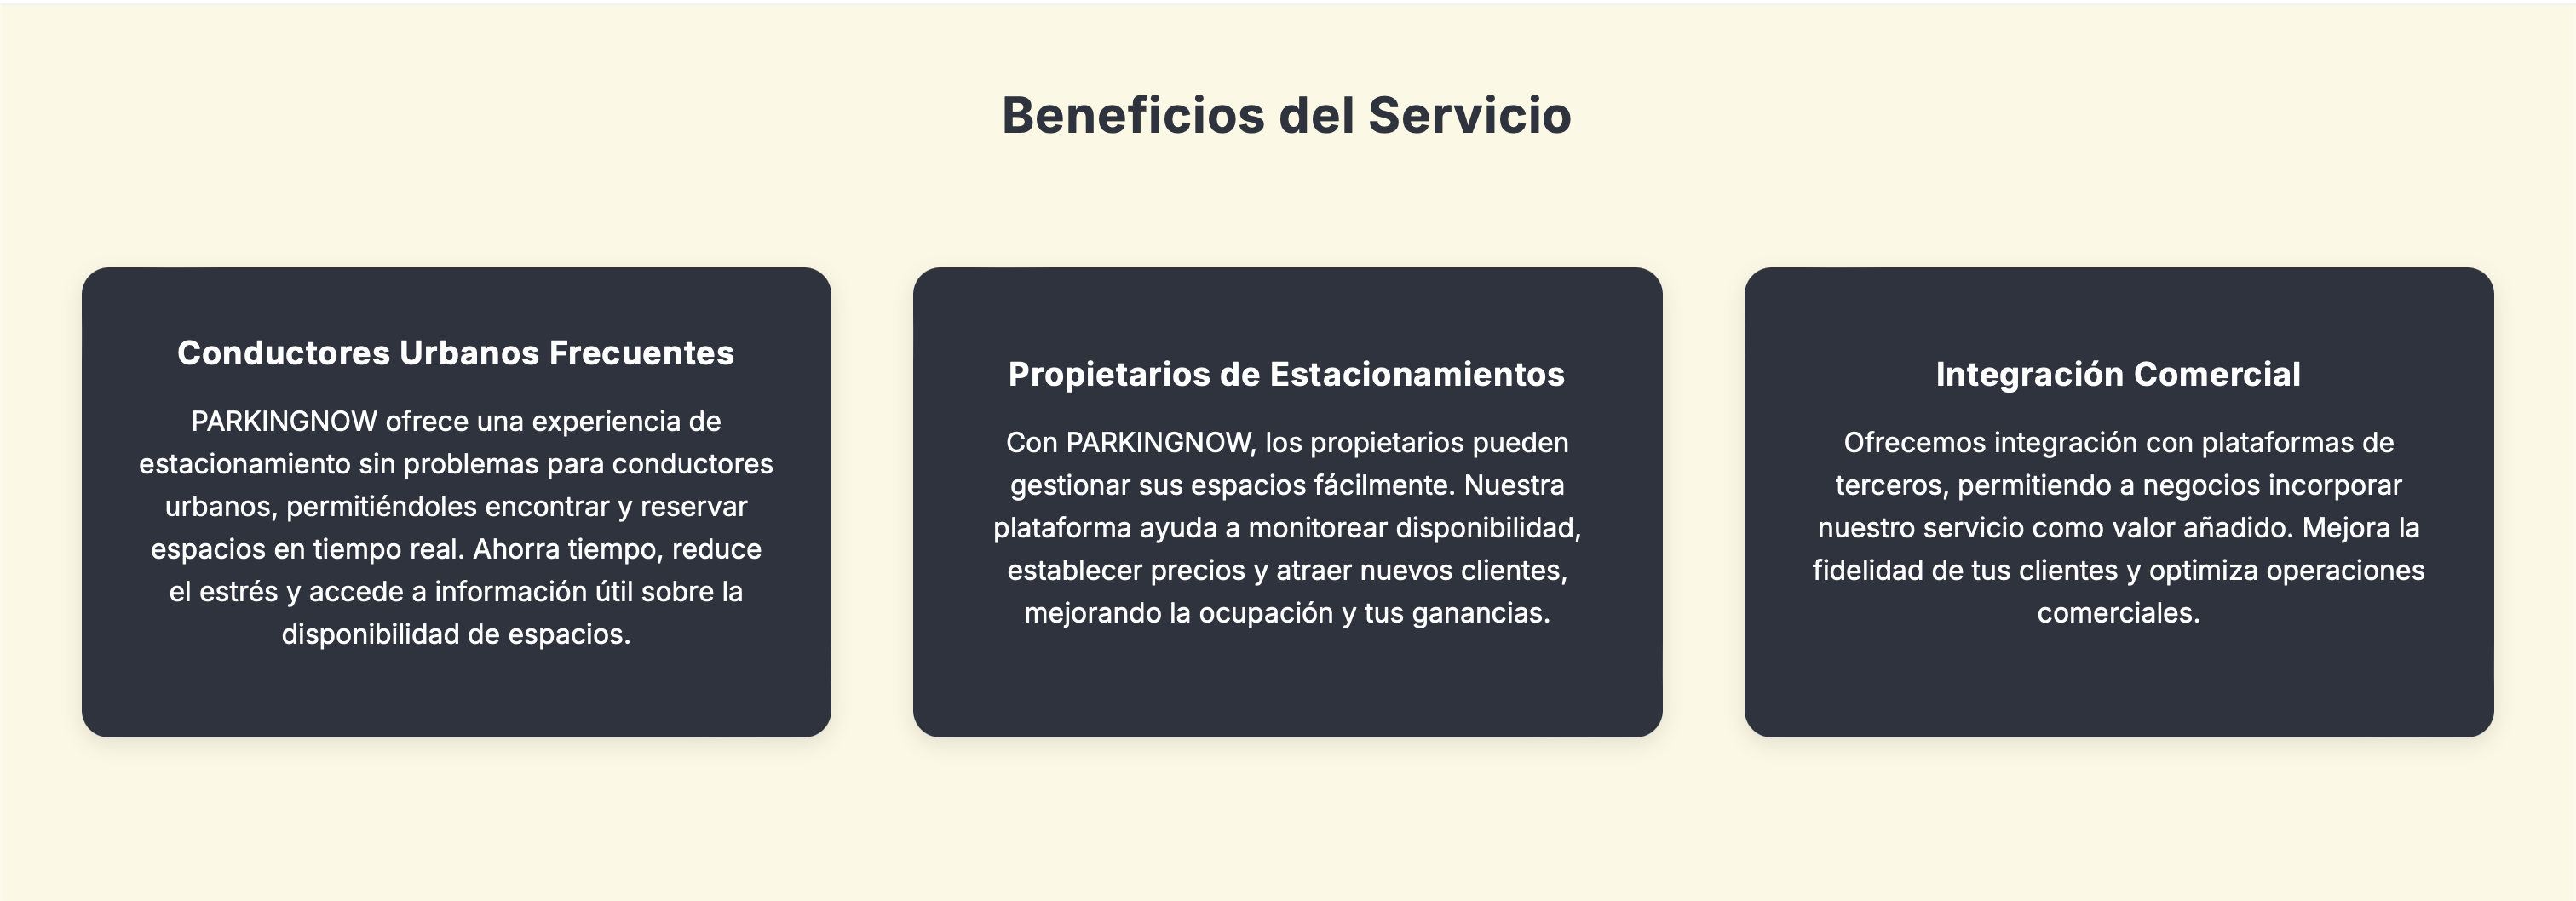 Beneficios del Servicio
Conductores Urbanos Frecuentes
PARKINGNOW ofrece una experiencia de
estacionamiento sin problemas para conductores
urbanos, permitiéndoles encontrar y reservar
espacios en tiempo real. Ahorra tiempo, reduce
el estrés y accede a información útil sobre la
disponibilidad de espacios.
Propietarios de Estacionamientos
Con PARKINGNOW, los propietarios pueden
gestionar sus espacios fácilmente. Nuestra
plataforma ayuda a monitorear disponibilidad,
establecer precios y atraer nuevos clientes,
mejorando la ocupación y tus ganancias.
Integración Comercial
Ofrecemos integración con plataformas de
terceros, permitiendo a negocios incorporar
nuestro servicio como valor añadido. Mejora la
fidelidad de tus clientes y optimiza operaciones
comerciales.